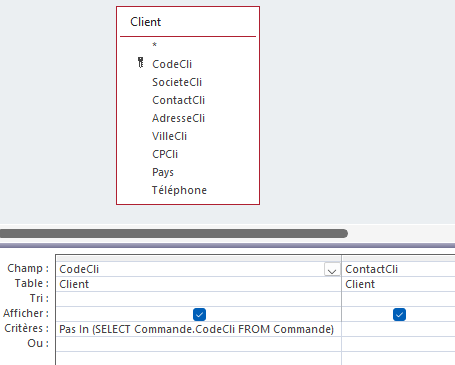 Client
*
CodeCli
SocieteCli
ContactCli
AdresseCli
VilleCli
CPCli
Pays
Téléphone
Champ : CodeCli ContactCli
Table : Client Client
Tri :
Afficher :
Critères : Pas In (SELECT Commande.CodeCli FROM Commande)
Ou :